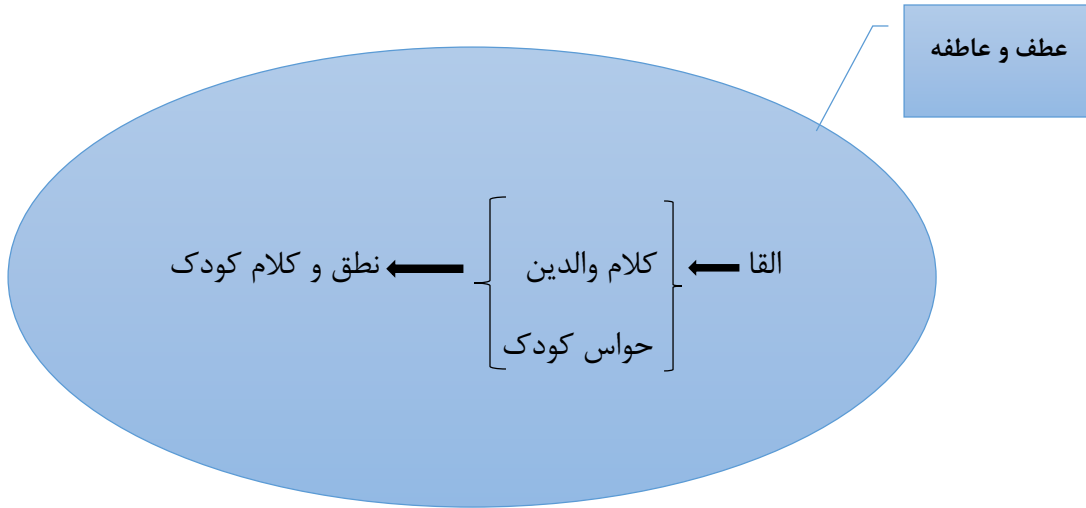 عطف و عاطفه
القا
کلام والدین
حواس کودک
نطق و کلام کودک